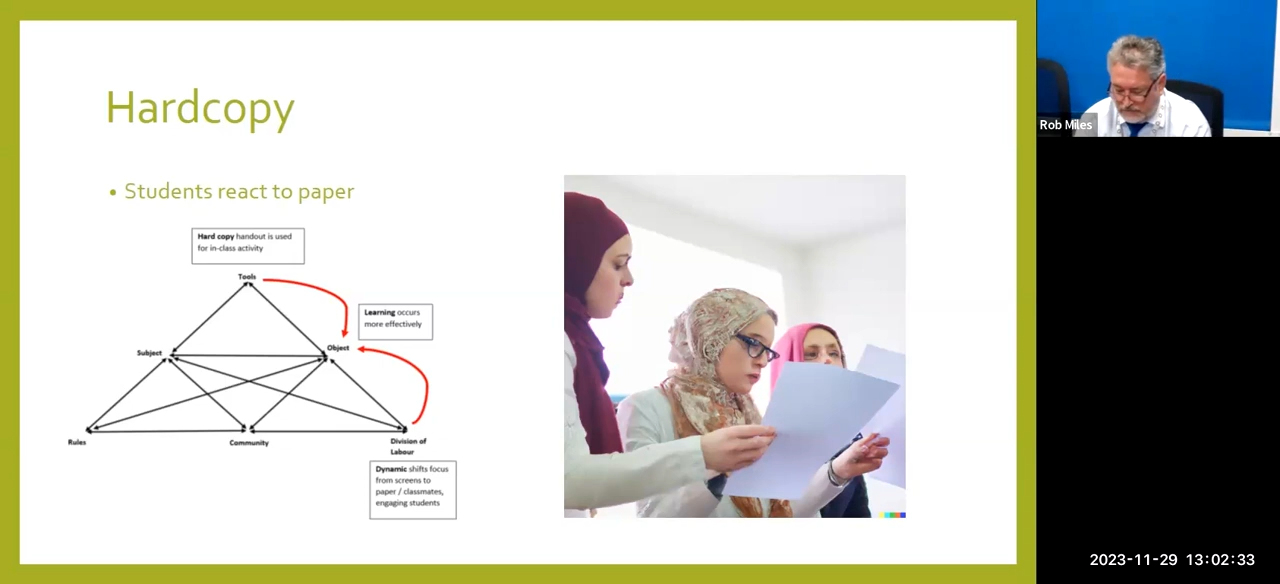 Hardcopy
• Students react to paper
Hard copy handout is used
for in-class activity
Tools
Learning occurs
more effectively
Subject
Object
Rules
Community
Division of
Labour
Dynamic shifts focus
from screens to
paper / classmates,
engaging students
Rob Miles
2023-11-29 13:02:33